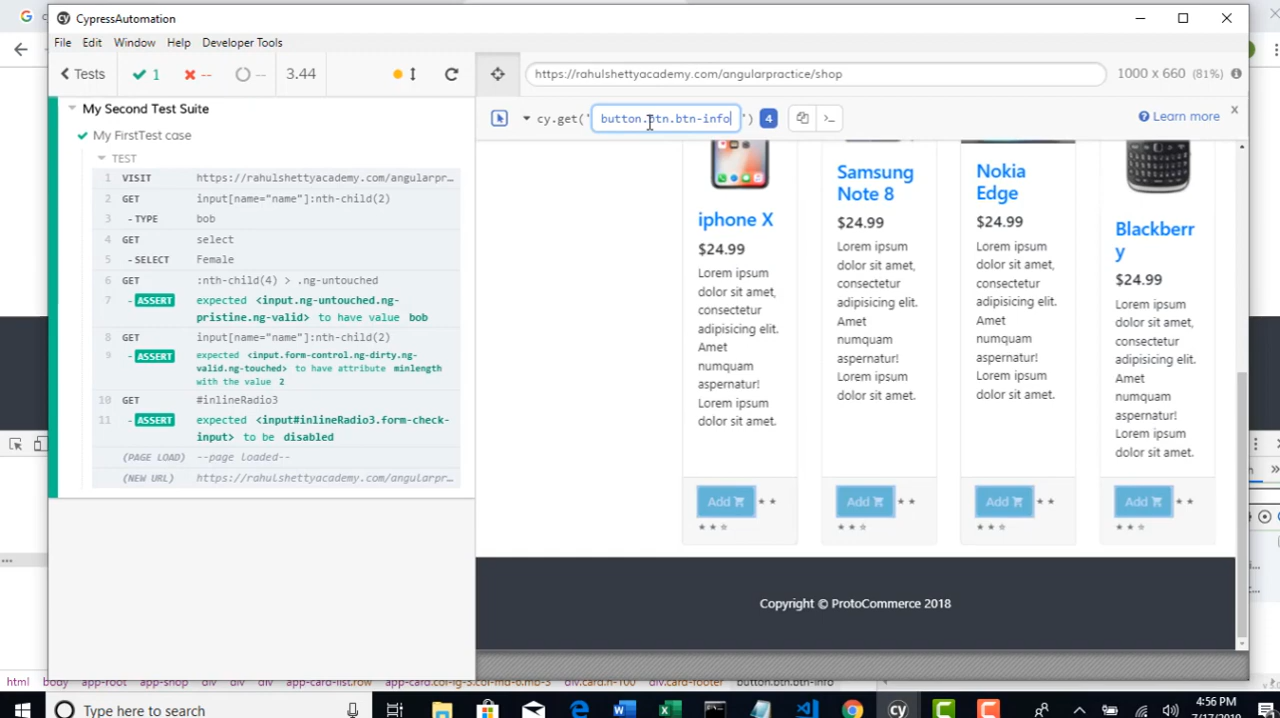 CypressAutomation
File Edit Window Help Developer Tools
Tests 1 -- -- 3.44
https://rahulshettyacademy.com/angularpractice/shop
1000 x 660 (81%)
cy.get('button.btn.btn-info') 4
Learn more
My Second Test Suite
My FirstTest case
TEST
1 VISIT https://rahulshettyacademy.com/angularpr…
2 GET input[name="name"]:nth-child(2)
3 -TYPE bob
4 GET select
5 -SELECT Female
6 GET :nth-child(4) > .ng-untouched
7 -ASSERT expected <input.ng-untouched.ng-
pristine.ng-valid> to have value bob
8 GET input[name="name"]:nth-child(2)
9 -ASSERT expected <input.form-control.ng-dirty.ng-
valid.ng-touched> to have attribute minlength
with the value 2
10 GET #inlineRadio3
11 -ASSERT expected <input#inlineRadio3.form-check-
input> to be disabled
(PAGE LOAD) --page loaded--
(NEW URL) https://rahulshettyacademy.com/angularpr…
iphone X
$24.99
Lorem ipsum
dolor sit amet,
consectetur
adipisicing elit.
Amet
numquam
aspernatur!
Lorem ipsum
dolor sit amet.
Add
Samsung
Note 8
$24.99
Lorem ipsum
dolor sit amet,
consectetur
adipisicing elit.
Amet
numquam
aspernatur!
Lorem ipsum
dolor sit amet.
Add
Nokia
Edge
$24.99
Lorem ipsum
dolor sit amet,
consectetur
adipisicing elit.
Amet
numquam
aspernatur!
Lorem ipsum
dolor sit amet.
Add
Blackberr
y
$24.99
Lorem ipsum
dolor sit amet,
consectetur
adipisicing elit.
Amet
numquam
aspernatur!
Lorem ipsum
dolor sit amet.
Add
Copyright © ProtoCommerce 2018
html body app-root app-shop div div div app-card-list.row app-card.col-lg-3.col-md-6.mb-3 div.card.h-100 div.card-footer button.btn.btn-info
Type here to search
4:56 PM